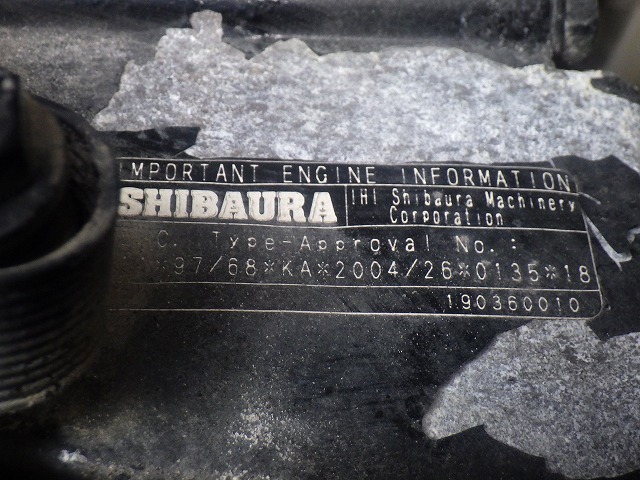 IMPORTANT ENGINE INFORMATION
SHIBAURA
IHI Shibaura Machinery
Corporation
C. Type-Approval No.:
*97/68*KA*2004/26*0135*18
190360010